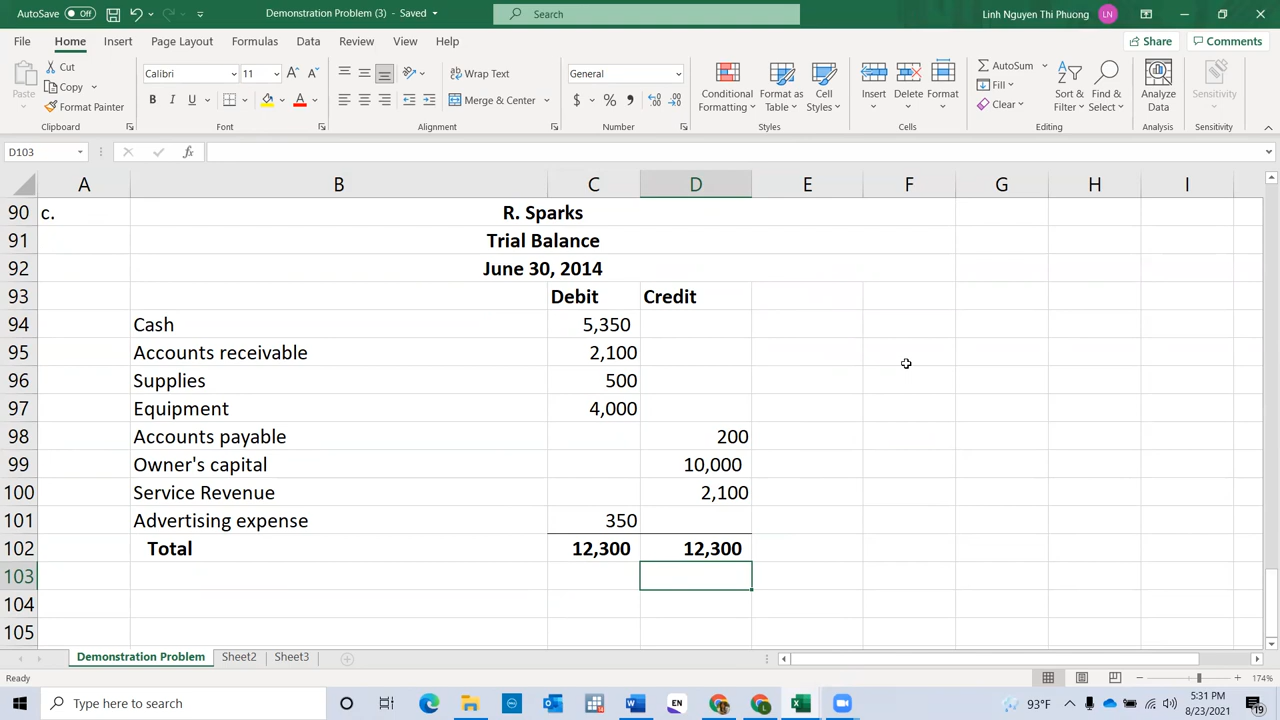 AutoSave Off Demonstration Problem (3) - Saved Search Linh Nguyen Thi Phuong LN
File Home Insert Draw Page Layout Formulas Data Review View Help Share Comments
Paste Cut Copy Format Painter Calibri 11 B I U A Wrap Text Merge & Center General $ % , Conditional Formatting Format as Table Cell Styles Insert Delete Format AutoSum Fill Clear Sort & Filter Find & Select Analyze Data Sensitivity
Clipboard Font Alignment Number Styles Cells Editing Analysis Sensitivity
D103 fx
A B C D E F G H I
90 c. R. Sparks
91 Trial Balance
92 June 30, 2014
93 Debit Credit
94 Cash 5,350
95 Accounts receivable 2,100
96 Supplies 500
97 Equipment 4,000
98 Accounts payable 200
99 Owner's capital 10,000
100 Service Revenue 2,100
101 Advertising expense 350
102 Total 12,300 12,300
103
104
105
Demonstration Problem Sheet2 Sheet3
Ready 174%
Type here to search EN 93°F 5:31 PM
8/23/2021 19